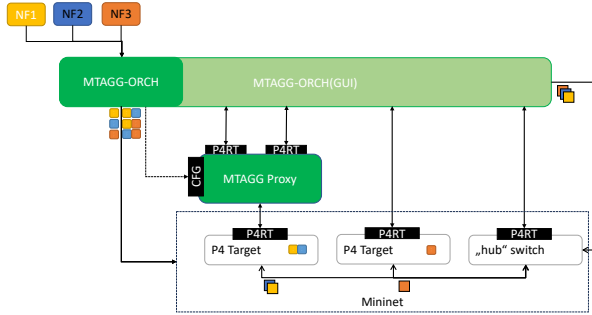 NF1
NF2
NF3
MTAGG-ORCH
MTAGG-ORCH(GUI)
P4RT
P4RT
CFG
MTAGG Proxy
P4RT
P4RT
P4RT
P4 Target
P4 Target
„hub“ switch
Mininet